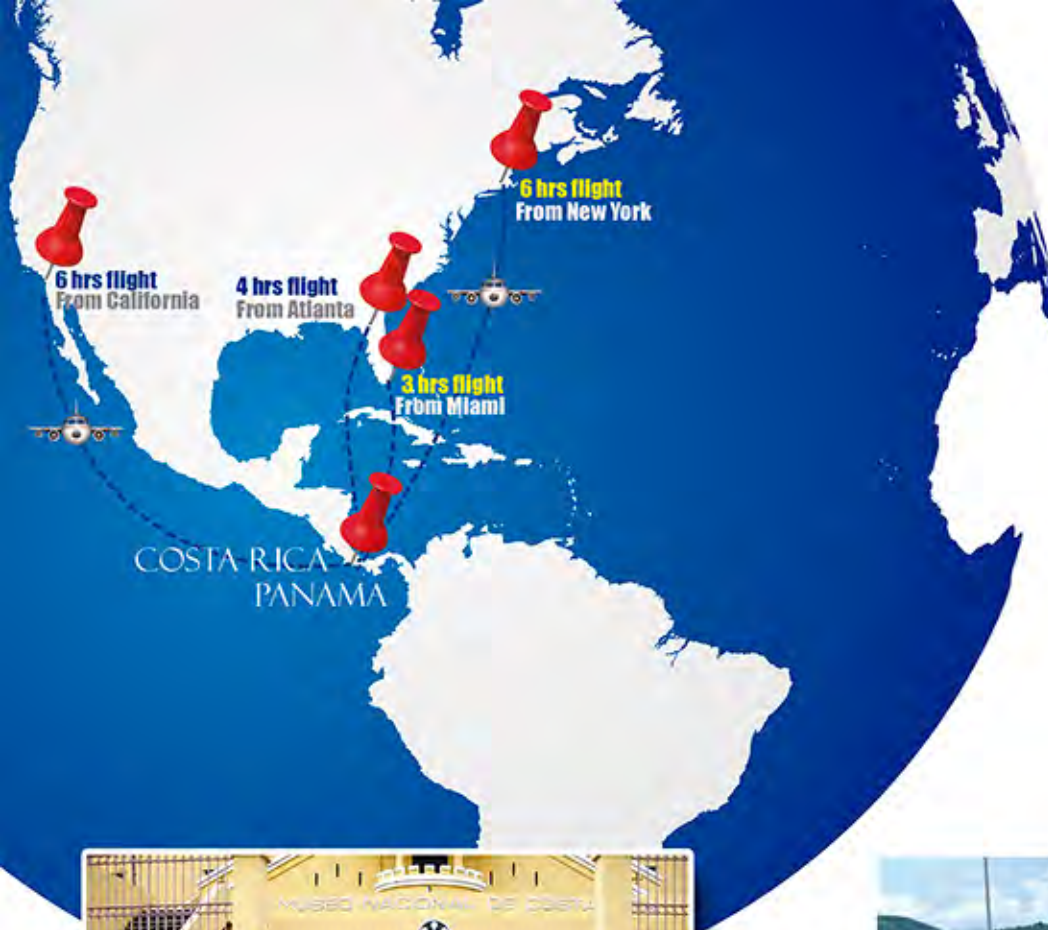 6 hrs flight
From New York
6 hrs flight
From California
4 hrs flight
From Atlanta
3 hrs flight
From Miami
COSTA RICA
PANAMA
MUSEO NACIONAL DE COSTA